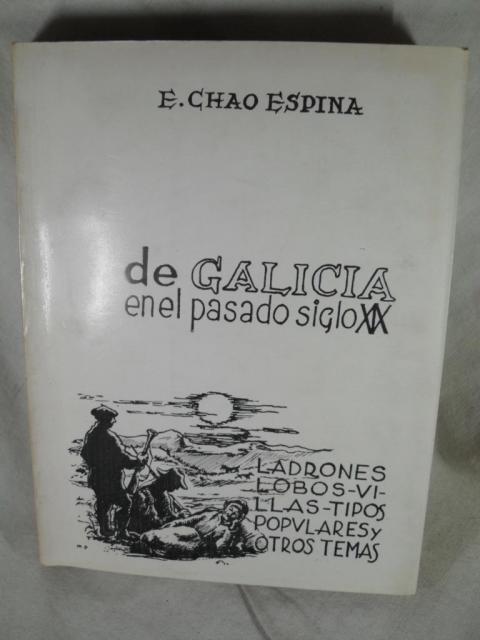 E. CHAO ESPINA
de GALICIA
en el pasado siglo XIX
LADRONES
LOBOS-VI-
LLAS-TIPOS
POPVLARES y
OTROS TEMAS